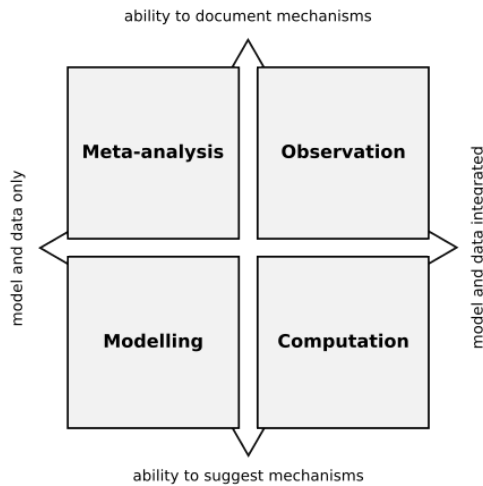 ability to document mechanisms
Meta-analysis
Observation
model and data only
model and data integrated
Modelling
Computation
ability to suggest mechanisms